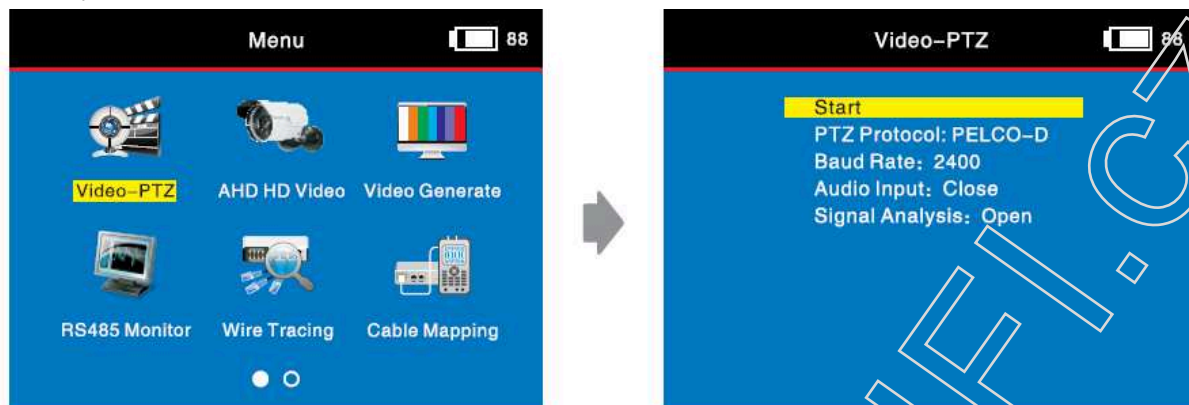 Menu
88
Video-PTZ
AHD HD Video
Video Generate
RS485 Monitor
Wire Tracing
Cable Mapping
Video-PTZ
88
Start
PTZ Protocol: PELCO-D
Baud Rate: 2400
Audio Input: Close
Signal Analysis: Open